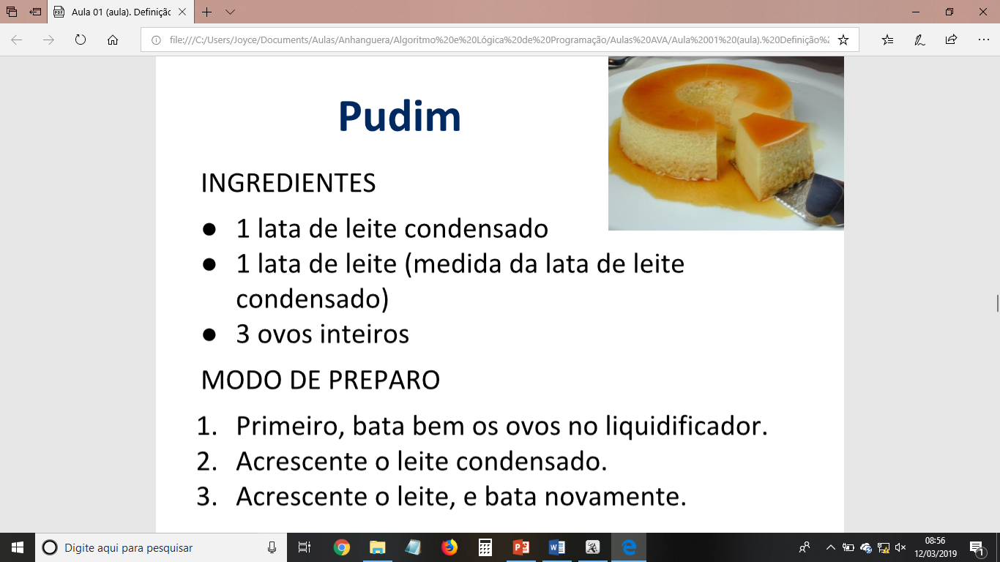 Aula 01 (aula). Definiçã
file:///C:/Users/Joyce/Documents/Aulas/Anhanguera/Algoritmo%20e%20Lógica%20de%20Programação/Aulas%20AVA/Aula%2001%20(aula).%20Definição%2
Pudim
INGREDIENTES
● 1 lata de leite condensado
● 1 lata de leite (medida da lata de leite
condensado)
● 3 ovos inteiros
MODO DE PREPARO
1. Primeiro, bata bem os ovos no liquidificador.
2. Acrescente o leite condensado.
3. Acrescente o leite, e bata novamente.
Digite aqui para pesquisar
08:56
12/03/2019
1